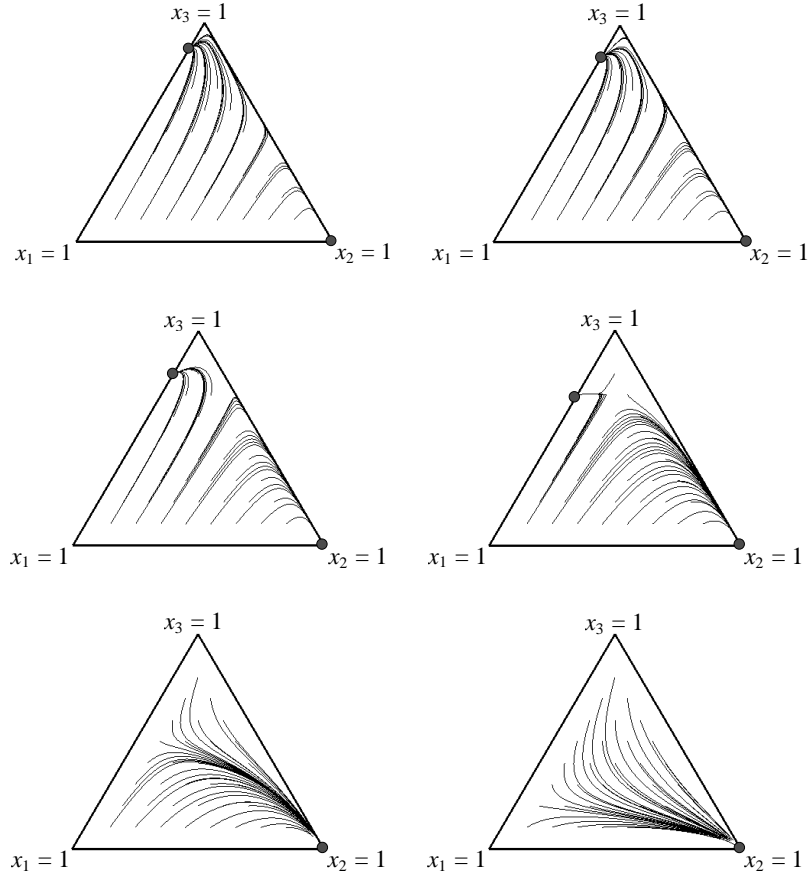 x₃ = 1
x₃ = 1
x₁ = 1
x₂ = 1
x₁ = 1
x₂ = 1
x₃ = 1
x₃ = 1
x₁ = 1
x₂ = 1
x₁ = 1
x₂ = 1
x₃ = 1
x₃ = 1
x₁ = 1
x₂ = 1
x₁ = 1
x₂ = 1